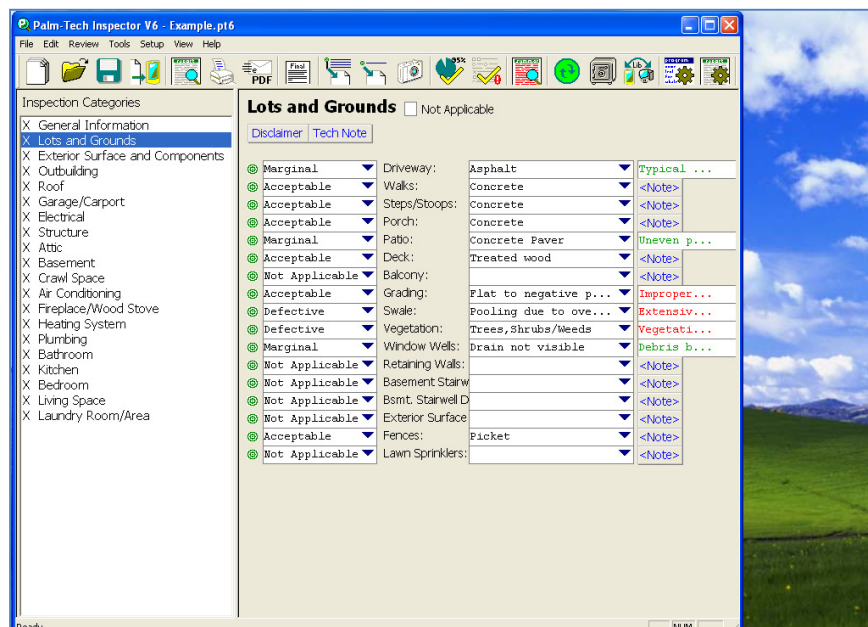 Palm-Tech Inspector V6 - Example.pt6
File Edit Review Tools Setup View Help
PDF
Final
95%
Lib
program
Inspection Categories
X General Information
X Lots and Grounds
X Exterior Surface and Components
X Outbuilding
X Roof
X Garage/Carport
X Electrical
X Structure
X Attic
X Basement
X Crawl Space
X Air Conditioning
X Fireplace/Wood Stove
X Heating System
X Plumbing
X Bathroom
X Kitchen
X Bedroom
X Living Space
X Laundry Room/Area
Lots and Grounds Not Applicable
Disclaimer Tech Note
Marginal Driveway: Asphalt Typical ...
Acceptable Walks: Concrete <Note>
Acceptable Steps/Stoops: Concrete <Note>
Acceptable Porch: Concrete <Note>
Marginal Patio: Concrete Paver Uneven p...
Acceptable Deck: Treated wood <Note>
Not Applicable Balcony: <Note>
Acceptable Grading: Flat to negative p... Improper...
Defective Swale: Pooling due to ove... Extensiv...
Defective Vegetation: Trees,Shrubs/Weeds Vegetati...
Marginal Window Wells: Drain not visible Debris b...
Not Applicable Retaining Walls: <Note>
Not Applicable Basement Stairw <Note>
Not Applicable Bsmt. Stairwell D <Note>
Not Applicable Exterior Surface <Note>
Acceptable Fences: Picket <Note>
Not Applicable Lawn Sprinklers: <Note>
Ready
NUM